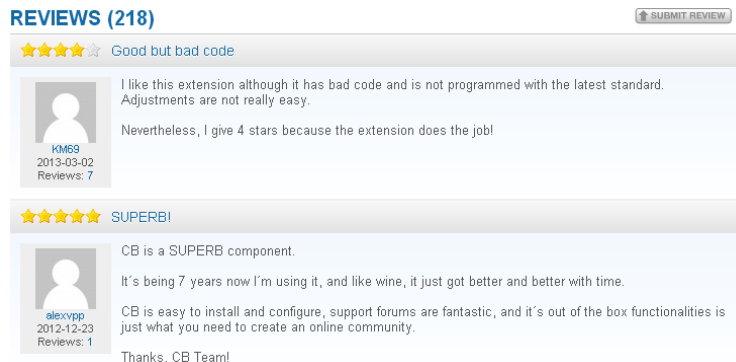 REVIEWS (218)
SUBMIT REVIEW
Good but bad code
I like this extension although it has bad code and is not programmed with the latest standard.
Adjustments are not really easy.
Nevertheless, I give 4 stars because the extension does the job!
KM69
2013-03-02
Reviews: 7
SUPERB!
CB is a SUPERB component.
It´s being 7 years now I´m using it, and like wine, it just got better and better with time.
CB is easy to install and configure, support forums are fantastic, and it´s out of the box functionalities is
just what you need to create an online community.
Thanks, CB Team!
alexvpp
2012-12-23
Reviews: 1